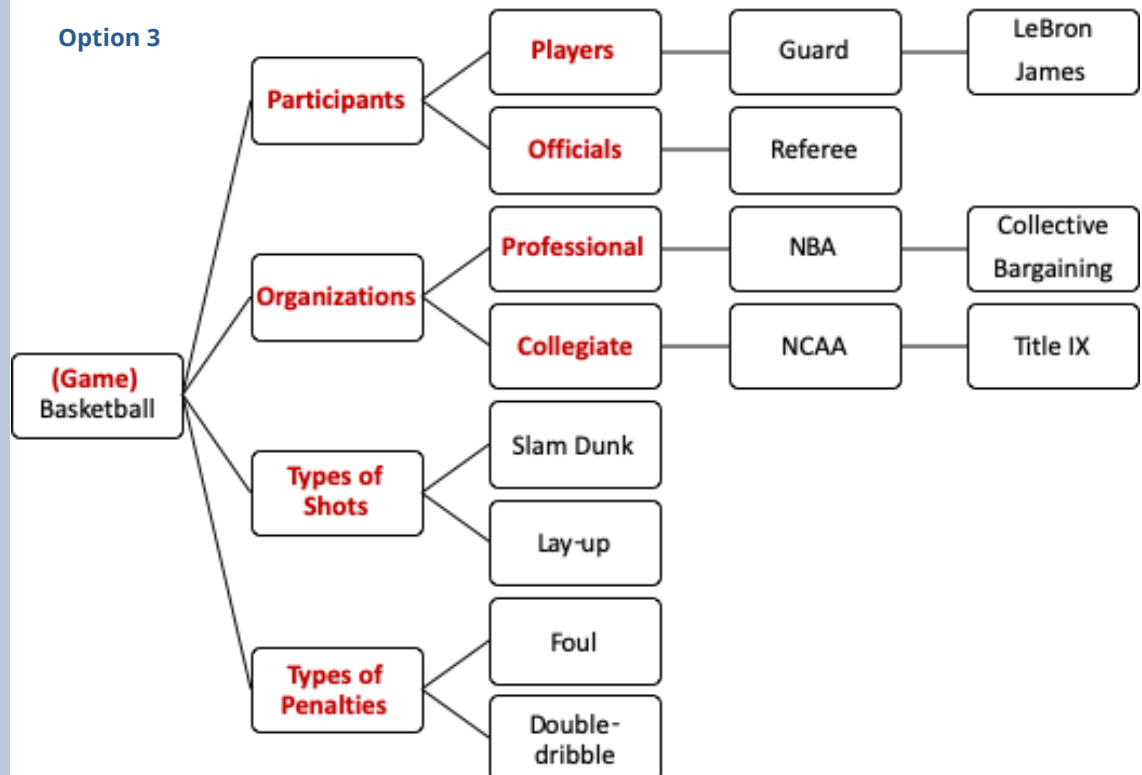 Option 3
(Game)
Basketball
Participants
Players
Guard
LeBron
James
Officials
Referee
Organizations
Professional
NBA
Collective
Bargaining
Collegiate
NCAA
Title IX
Types of
Shots
Slam Dunk
Lay-up
Types of
Penalties
Foul
Double-
dribble